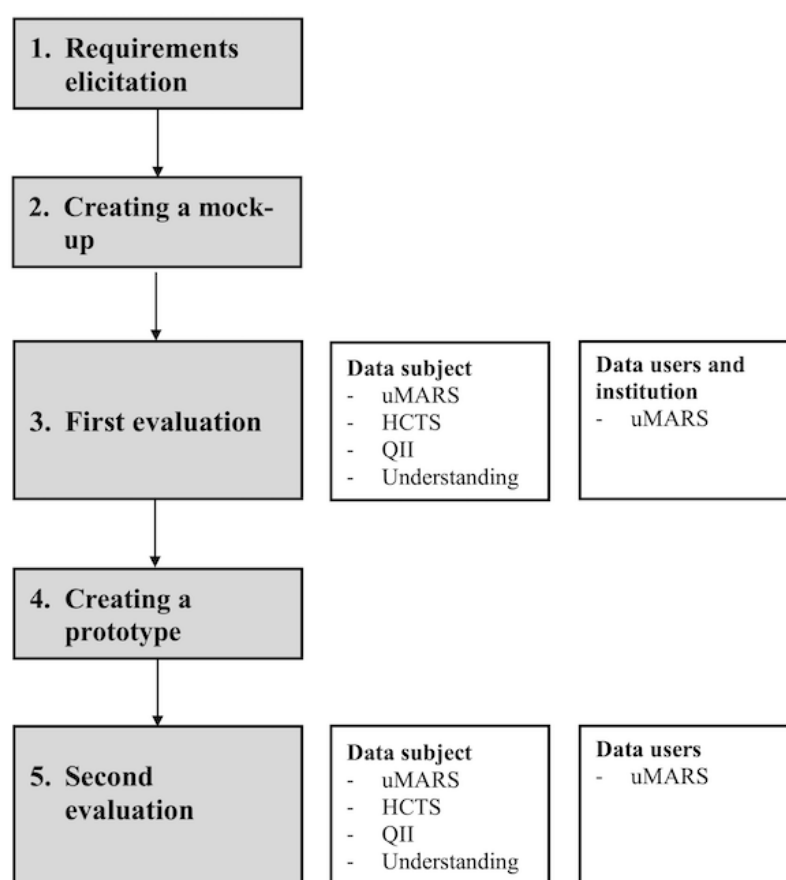 1. Requirements
elicitation
2. Creating a mock-
up
3. First evaluation
Data subject
- uMARS
- HCTS
- QII
- Understanding
Data users and
institution
- uMARS
4. Creating a
prototype
5. Second
evaluation
Data subject
- uMARS
- HCTS
- QII
- Understanding
Data users
- uMARS